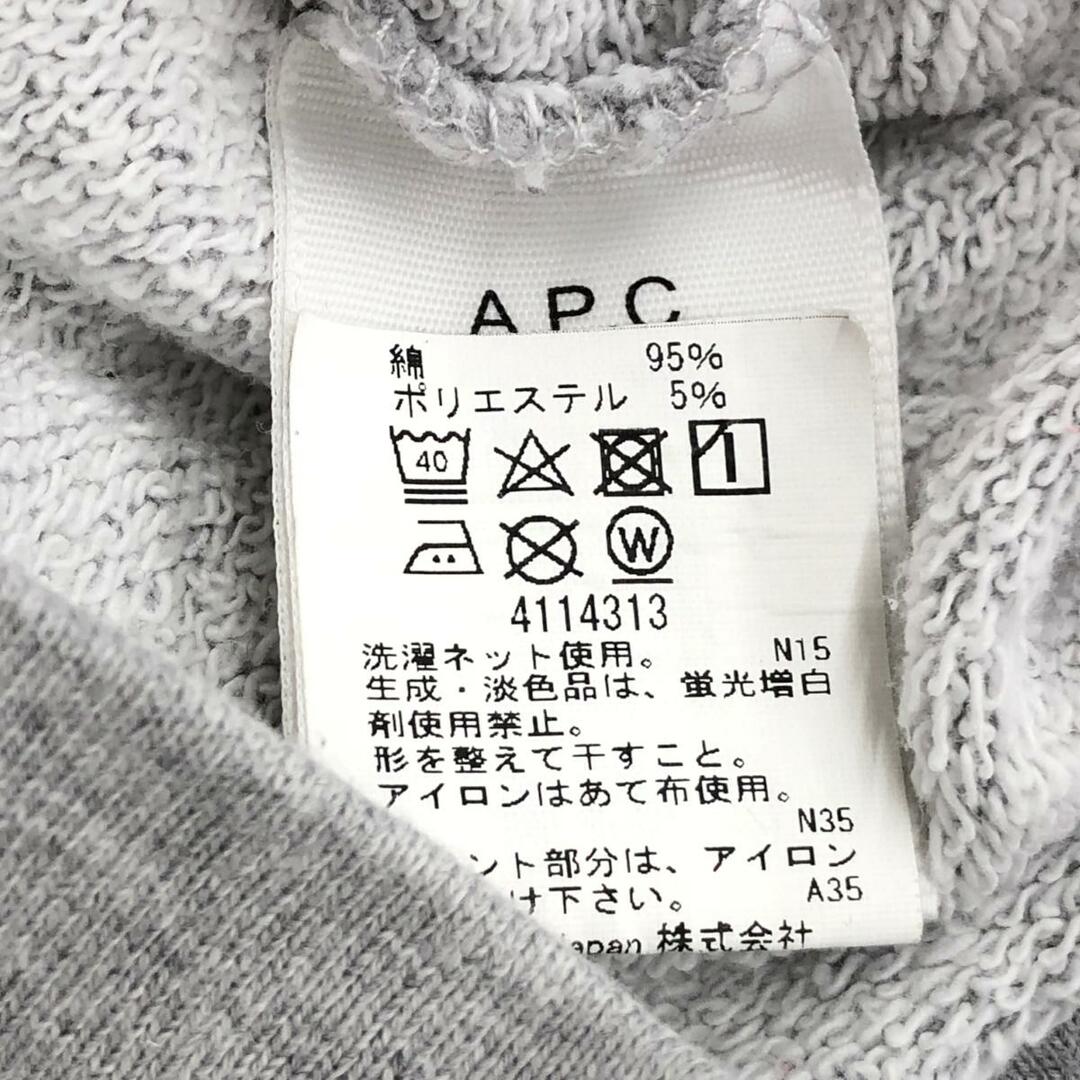 APC
綿 95%
ポリエステル 5%
40
W
4114313
洗濯ネット使用。 N15
生成・淡色品は、蛍光増白
剤使用禁止。
形を整えて干すこと。
アイロンはあて布使用。
N35
ント部分は、アイロン
け下さい。 A35
Japan 株式会社